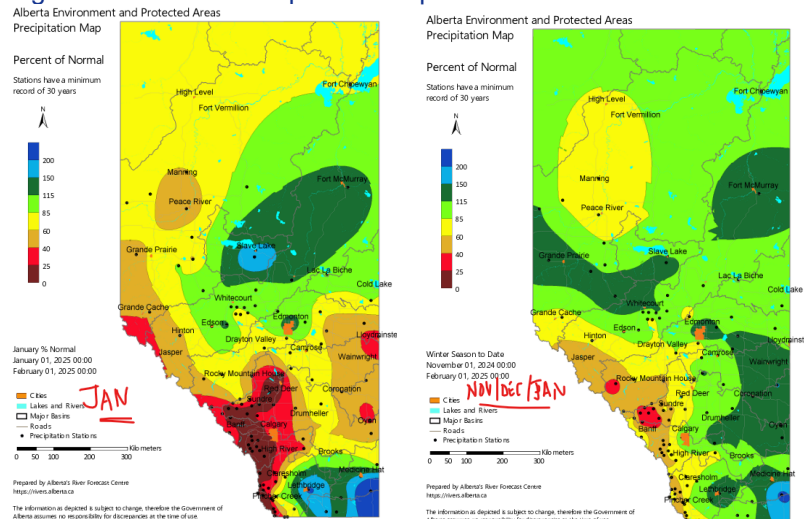 Alberta Environment and Protected Areas
Precipitation Map
Percent of Normal
Stations have a minimum
record of 30 years
N
200
150
115
85
60
40
25
0
January % Normal
January 01, 2025 00:00
February 01, 2025 00:00
JAN
Cities
Lakes and Rivers
Major Basins
Roads
Precipitation Stations
0 50 100 200 300 Kilometers
Prepared by Alberta's River Forecast Centre
https://rivers.alberta.ca
The information as depicted is subject to change, therefore the Government of
Alberta assumes no responsibility for discrepancies at the time of use.
High Level
Fort Chipewyan
Fort Vermillion
Manning
Fort McMurray
Peace River
Grande Prairie
Slave Lake
Lac La Biche
Cold Lake
Grande Cache
Whitecourt
Edson
Edmonton
Hinton
Drayton Valley
Lloydminste
Jasper
Camrose
Wainwright
Rocky Mountain House
Red Deer
Coronation
Sundre
Drumheller
Banff
Calgary
Oyen
High River
Brooks
Claresholm
Medicine Hat
Lethbridge
Pincher Creek
Alberta Environment and Protected Areas
Precipitation Map
Percent of Normal
Stations have a minimum
record of 30 years
N
200
150
115
85
60
40
25
0
Winter Season to Date
November 01, 2024 00:00
February 01, 2025 00:00
NOV/DEC/JAN
Cities
Lakes and Rivers
Major Basins
Roads
Precipitation Stations
0 50 100 200 300 Kilometers
Prepared by Alberta's River Forecast Centre
https://rivers.alberta.ca
The information as depicted is subject to change, therefore the Government of
High Level
Fort Chipewyan
Fort Vermillion
Manning
Fort McMurray
Peace River
Grande Prairie
Slave Lake
Lac La Biche
Cold Lake
Grande Cache
Whitecourt
Edson
Edmonton
Hinton
Drayton Valley
Lloydminste
Jasper
Camrose
Wainwright
Rocky Mountain House
Red Deer
Coronation
Sundre
Drumheller
Banff
Calgary
Oyen
High River
Brooks
Claresholm
Medicine Hat
Lethbridge
Pincher Creek